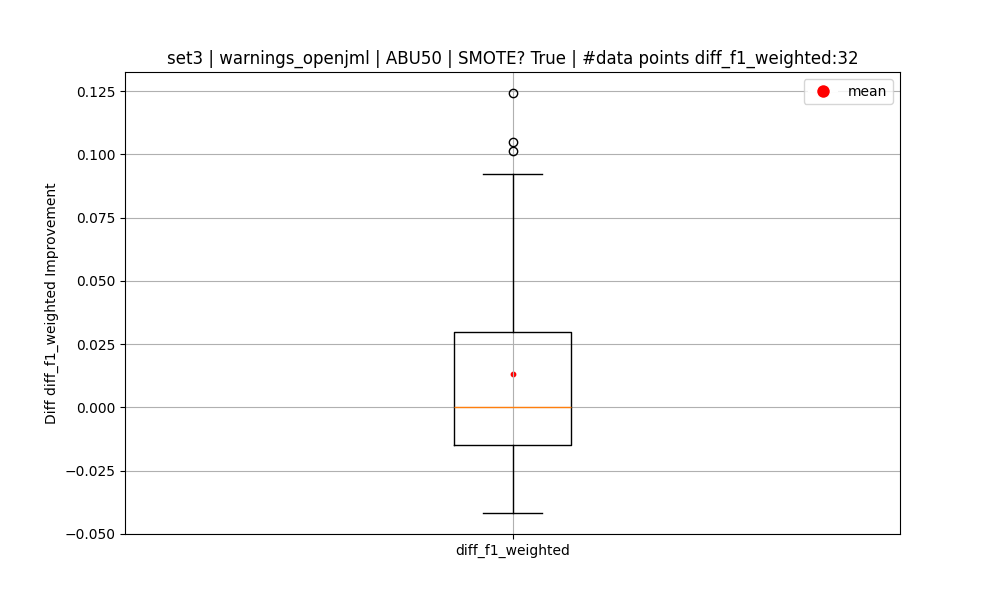 set3 | warnings_openjml | ABU50 | SMOTE? True | #data points diff_f1_weighted:32
mean
Diff diff_f1_weighted Improvement
0.125
0.100
0.075
0.050
0.025
0.000
−0.025
−0.050
diff_f1_weighted